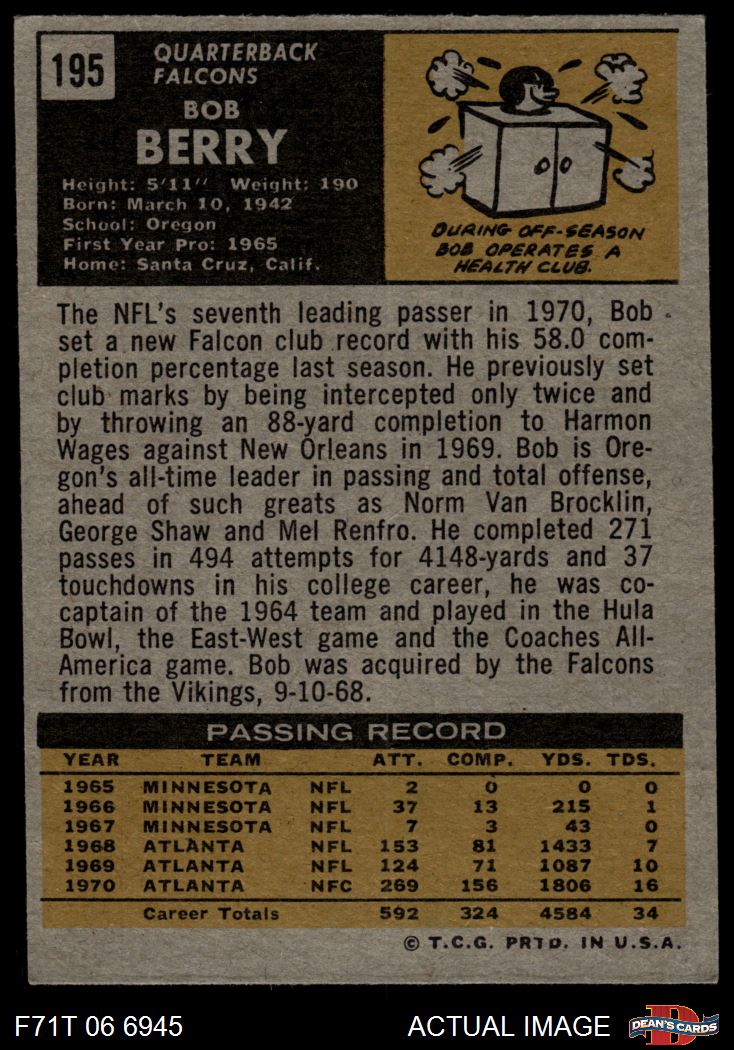 195
QUARTERBACK
FALCONS
BOB
BERRY
Height: 5'11" Weight: 190
Born: March 10, 1942
School: Oregon
First Year Pro: 1965
Home: Santa Cruz, Calif.
DURING OFF-SEASON
BOB OPERATES A
HEALTH CLUB.
The NFL's seventh leading passer in 1970, Bob
set a new Falcon club record with his 58.0 com-
pletion percentage last season. He previously set
club marks by being intercepted only twice and
by throwing an 88-yard completion to Harmon
Wages against New Orleans in 1969. Bob is Ore-
gon's all-time leader in passing and total offense,
ahead of such greats as Norm Van Brocklin,
George Shaw and Mel Renfro. He completed 271
passes in 494 attempts for 4148-yards and 37
touchdowns in his college career, he was co-
captain of the 1964 team and played in the Hula
Bowl, the East-West game and the Coaches All-
America game. Bob was acquired by the Falcons
from the Vikings, 9-10-68.
PASSING RECORD
YEAR TEAM ATT. COMP. YDS. TDS.
1965 MINNESOTA NFL 2 0 0 0
1966 MINNESOTA NFL 37 13 215 1
1967 MINNESOTA NFL 7 3 43 0
1968 ATLANTA NFL 153 81 1433 7
1969 ATLANTA NFL 124 71 1087 10
1970 ATLANTA NFC 269 156 1806 16
Career Totals 592 324 4584 34
© T.C.G. PRTD. IN U.S.A.
F71T 06 6945 ACTUAL IMAGE D DEAN'S CARDS